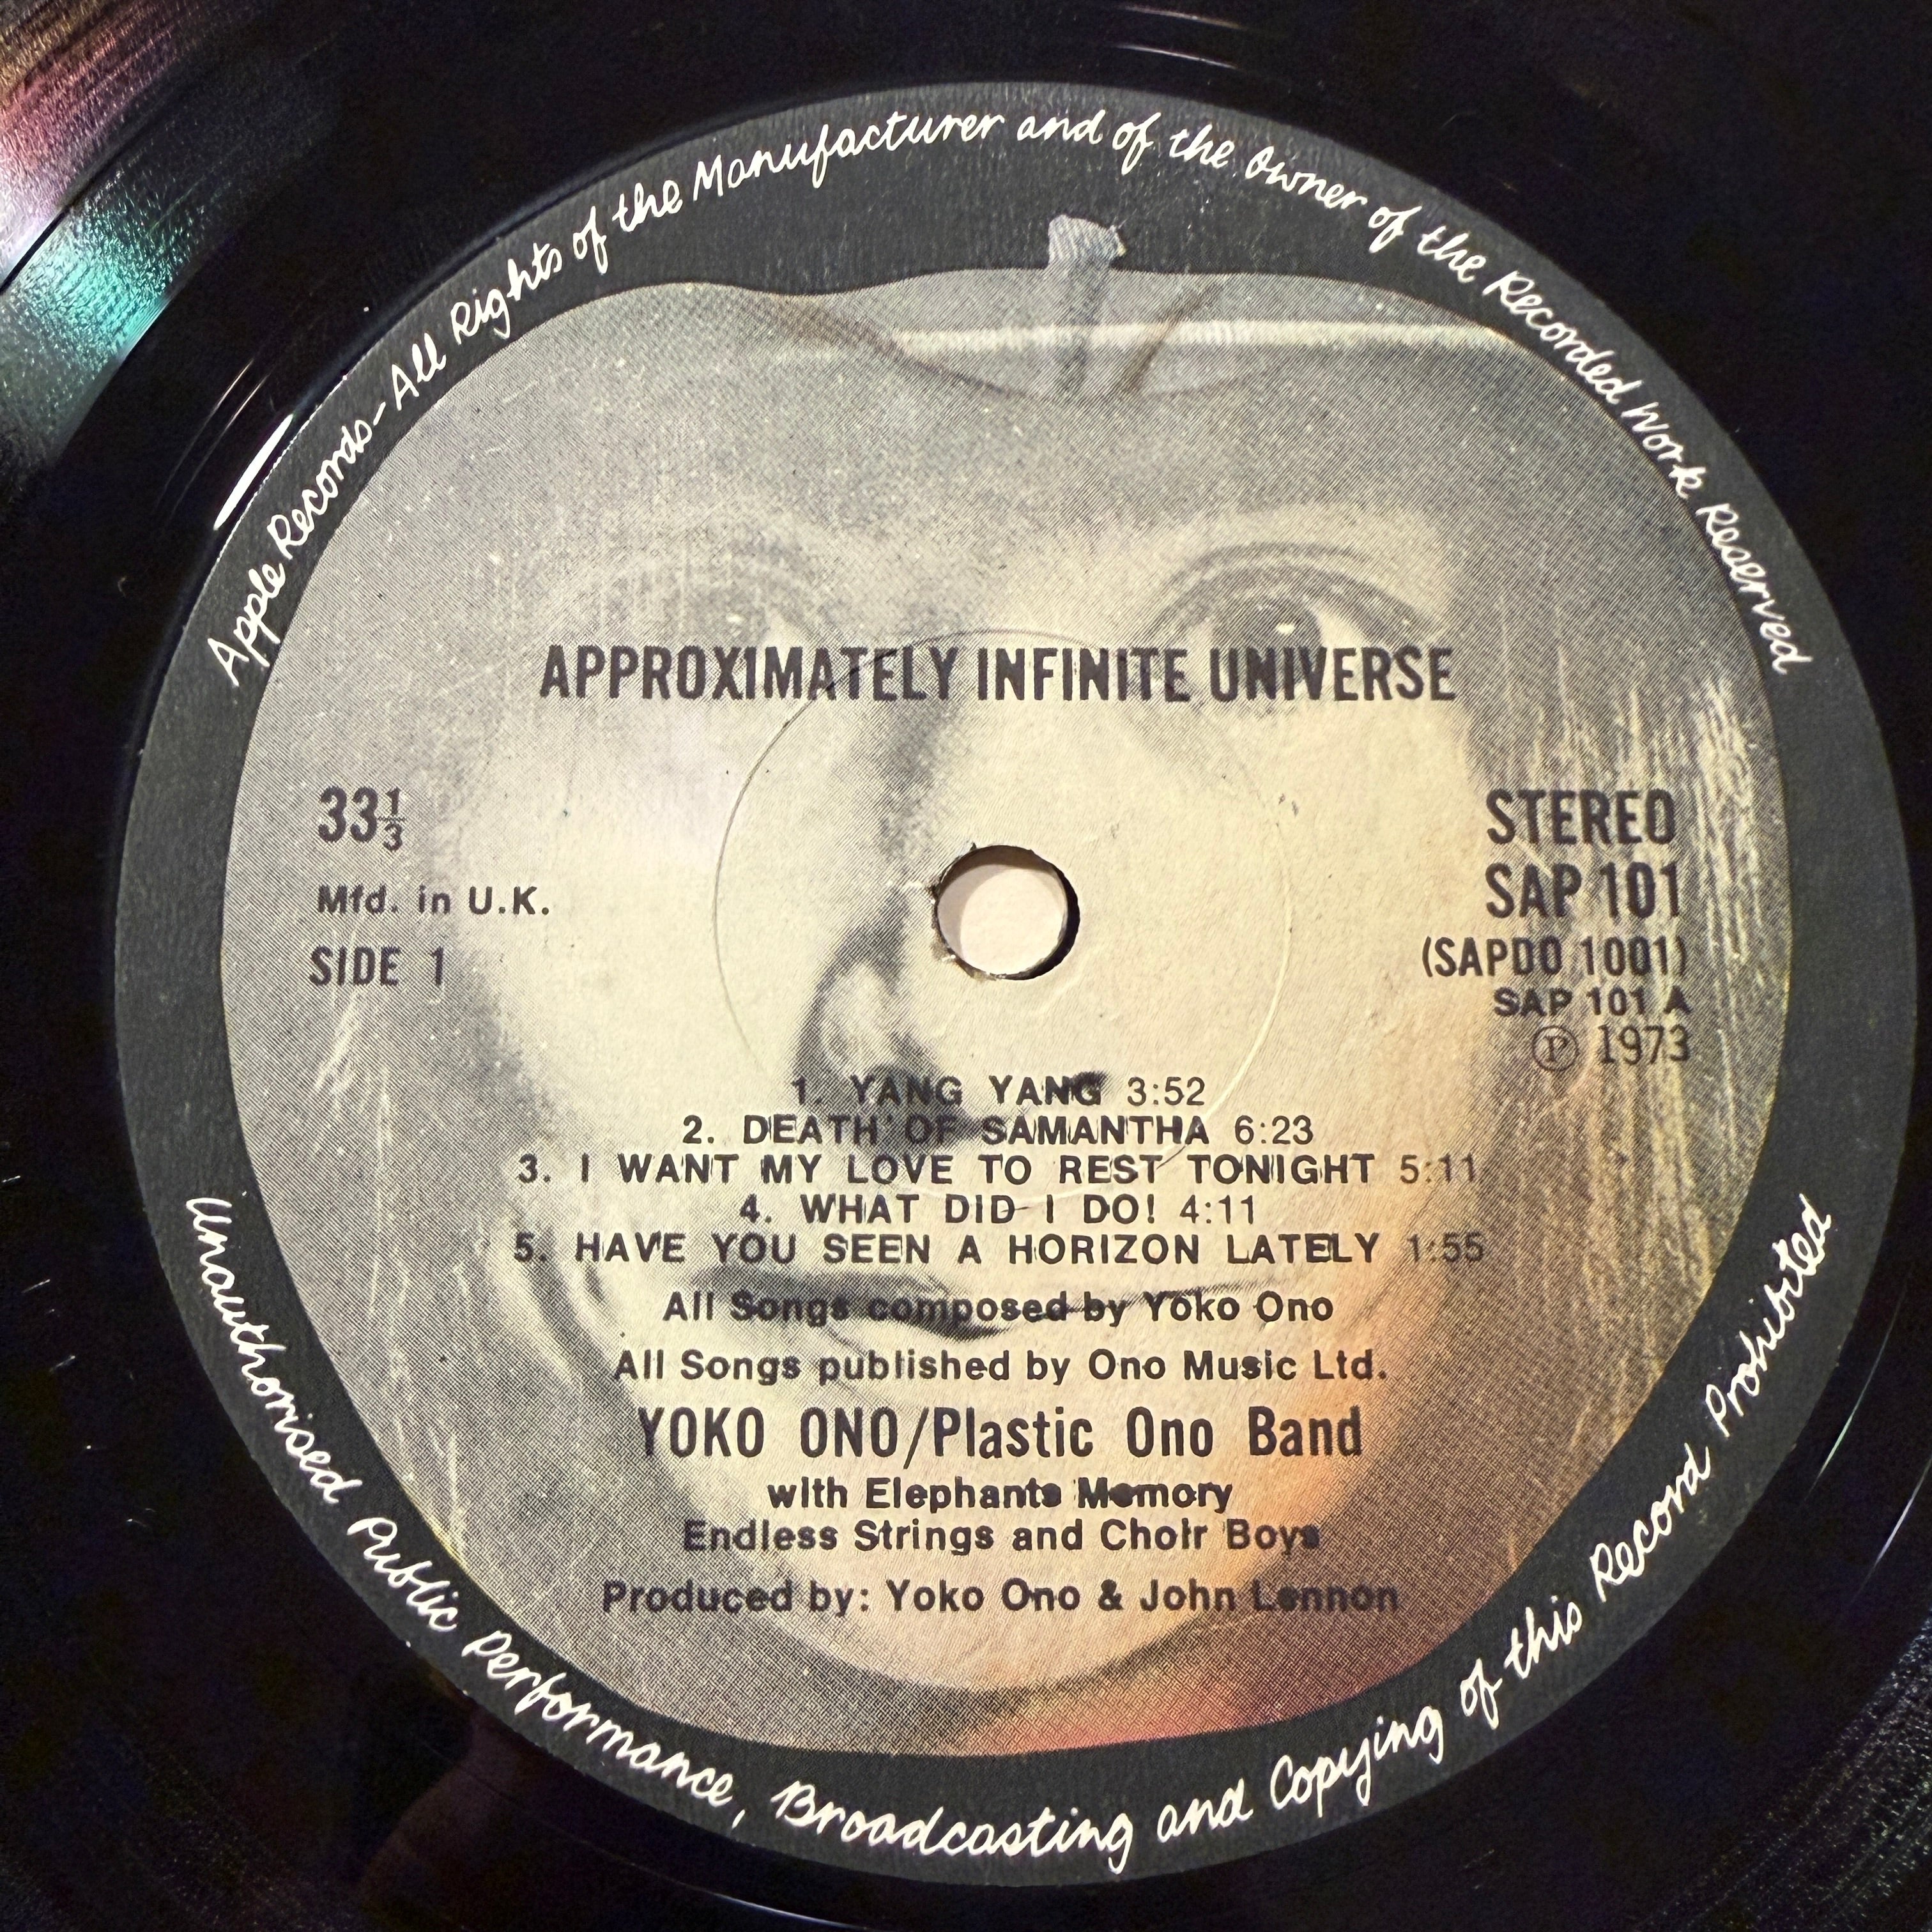 Apple Records-All Rights of the Manufacturer and of the Owner of the Recorded Work Reserved
APPROXIMATELY INFINITE UNIVERSE
33⅓
Mfd. in U.K.
SIDE 1
STEREO
SAP 101
(SAPDO 1001)
SAP 101 A
Ⓟ 1973
1. YANG YANG 3:52
2. DEATH OF SAMANTHA 6:23
3. I WANT MY LOVE TO REST TONIGHT 5:11
4. WHAT DID I DO! 4:11
5. HAVE YOU SEEN A HORIZON LATELY 1:55
All Songs composed by Yoko Ono
All Songs published by Ono Music Ltd.
YOKO ONO/Plastic Ono Band
with Elephants Memory
Endless Strings and Choir Boys
Produced by: Yoko Ono & John Lennon
Unauthorised Public Performance, Broadcasting and Copying of this Record Prohibited